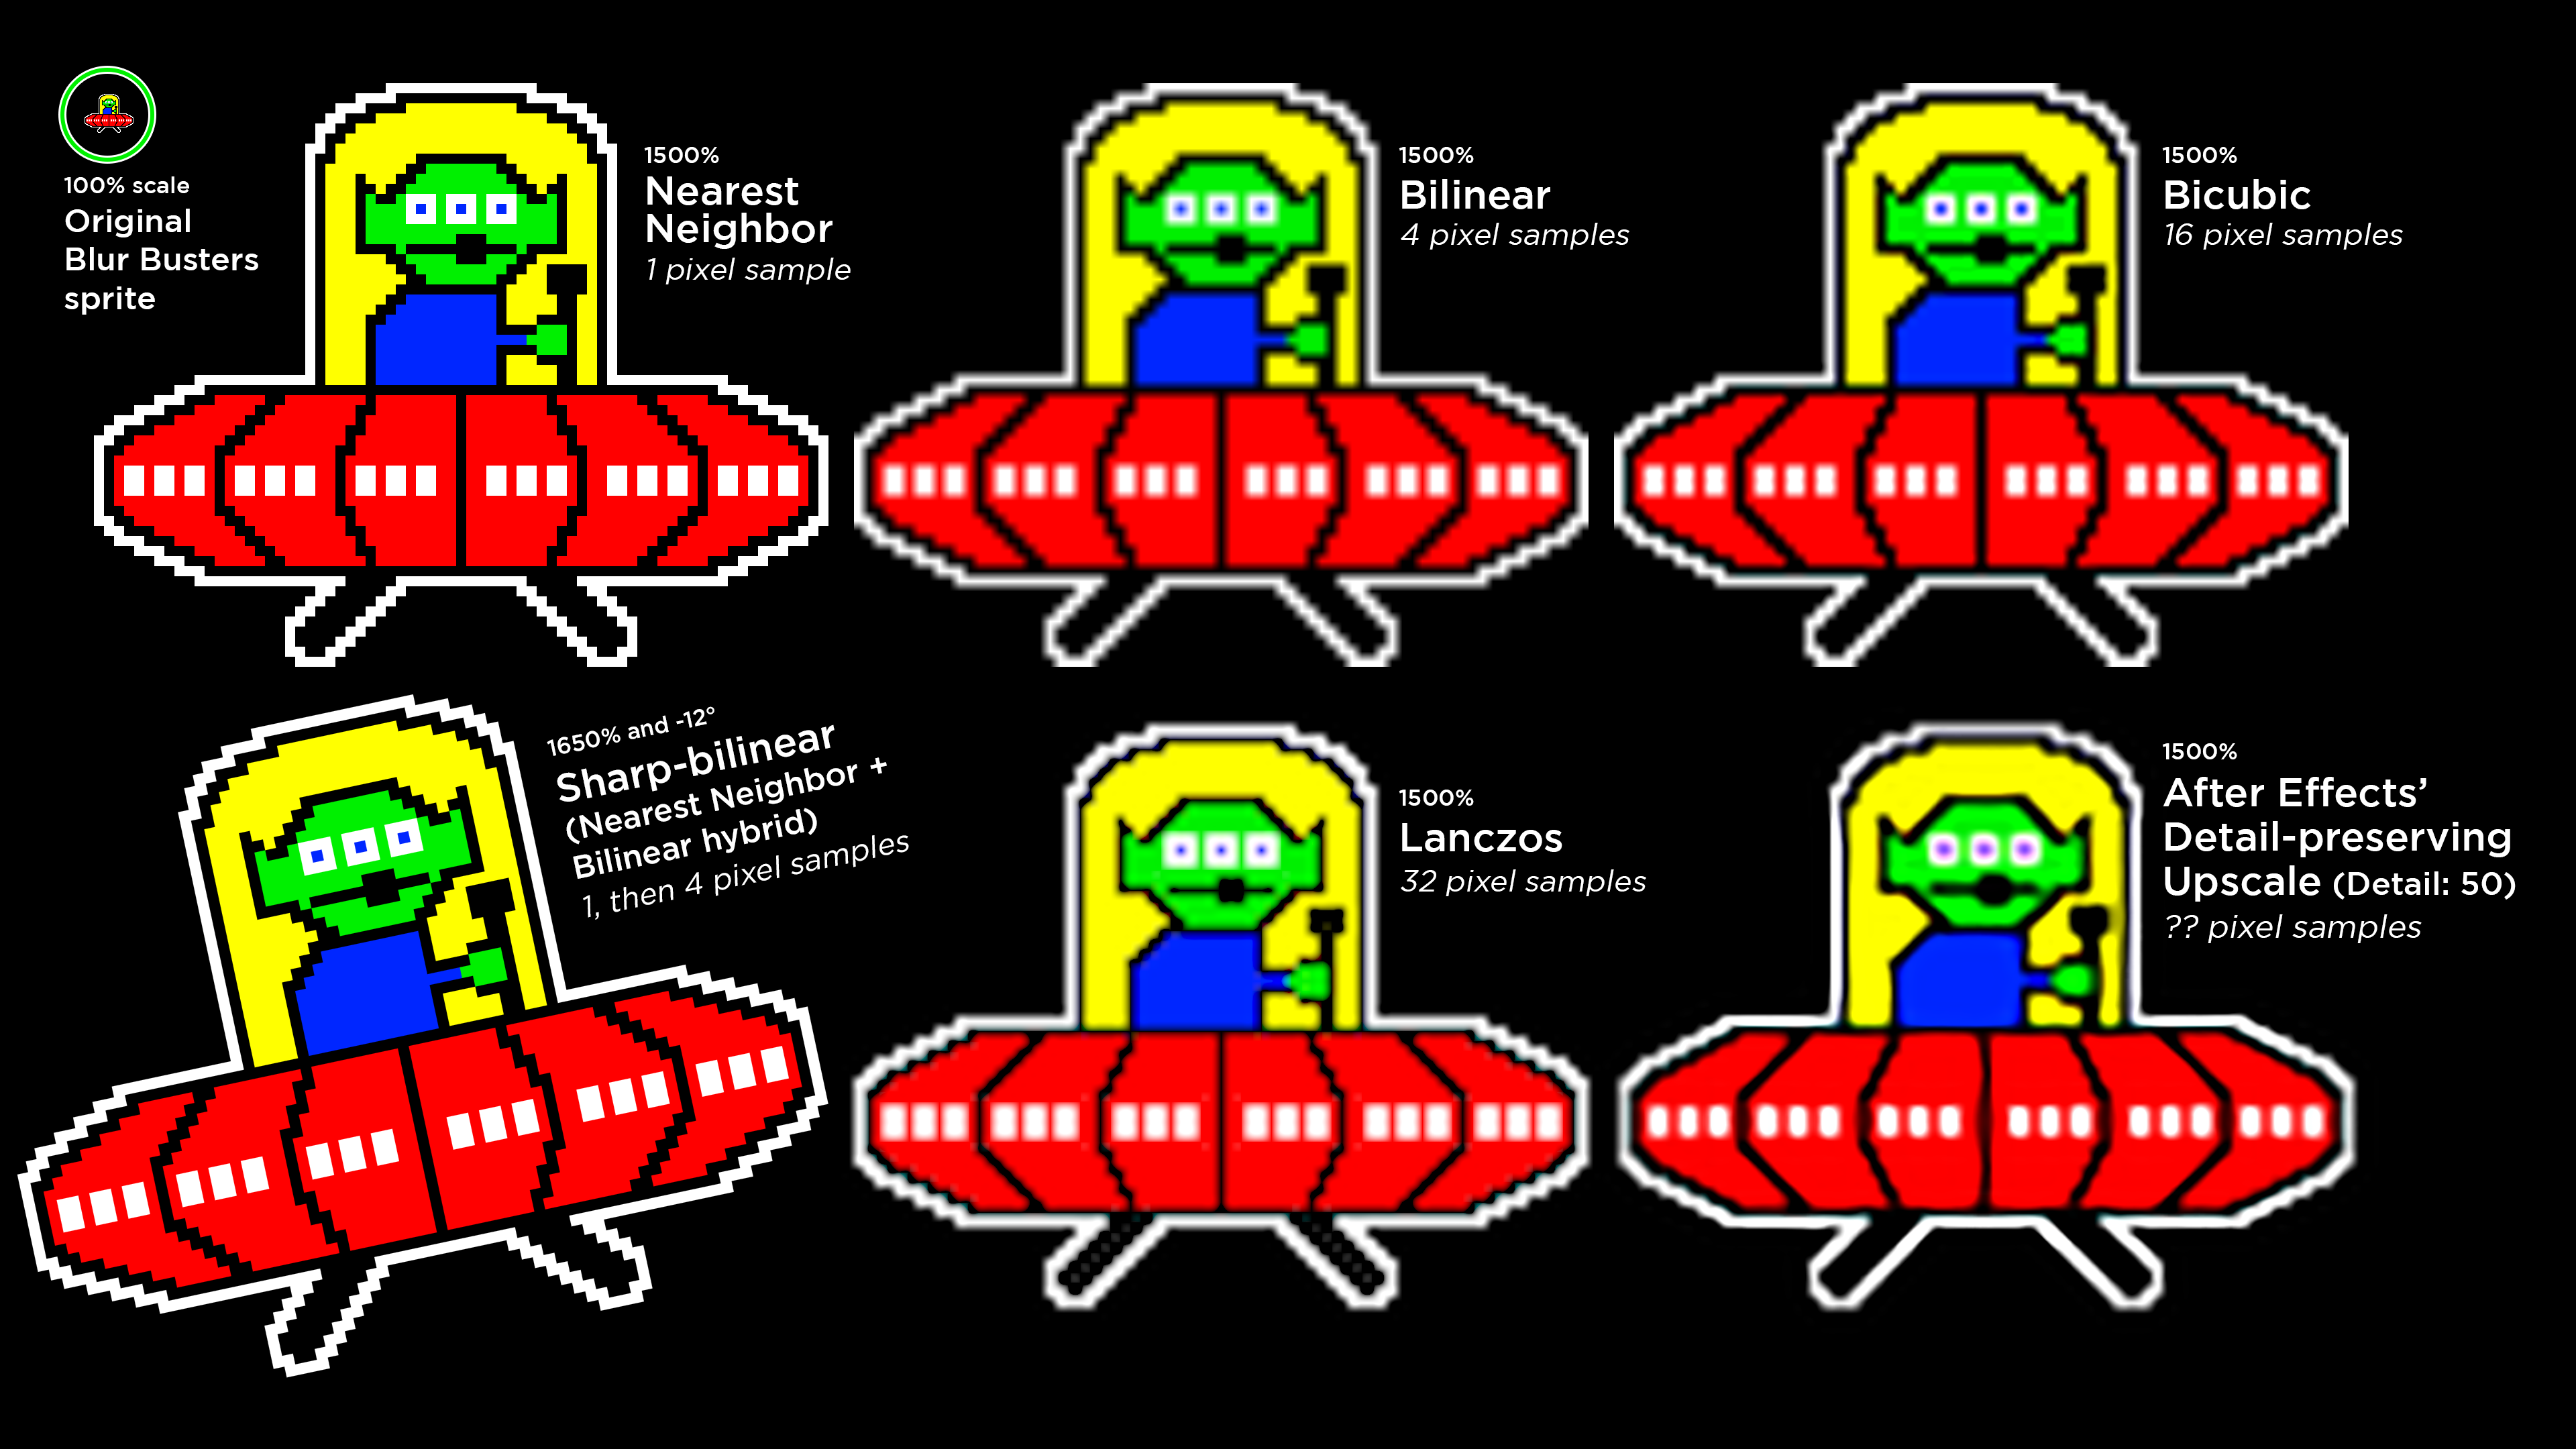 100% scale
Original
Blur Busters
sprite
1500%
Nearest
Neighbor
1 pixel sample
1500%
Bilinear
4 pixel samples
1500%
Bicubic
16 pixel samples
1650% and -12°
Sharp-bilinear
(Nearest Neighbor +
Bilinear hybrid)
1, then 4 pixel samples
1500%
Lanczos
32 pixel samples
1500%
After Effects’
Detail-preserving
Upscale (Detail: 50)
?? pixel samples